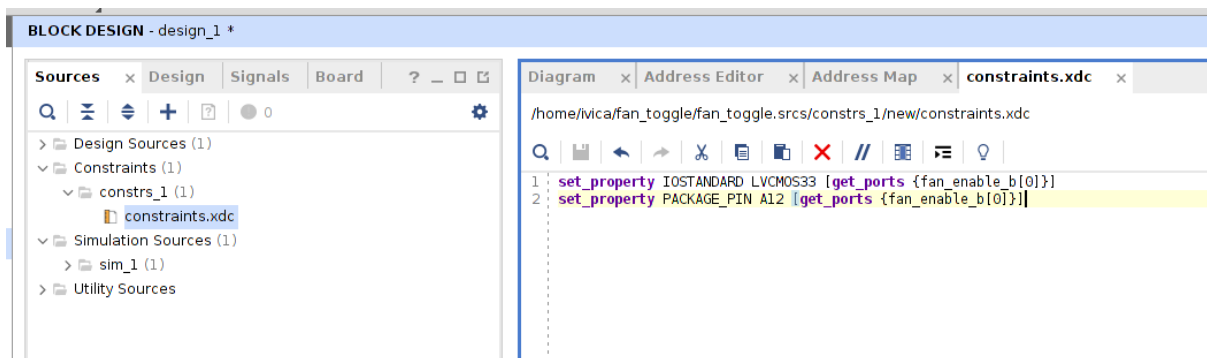 BLOCK DESIGN - design_1 *
Sources × Design Signals Board ? _
0
Design Sources (1)
Constraints (1)
constrs_1 (1)
constraints.xdc
Simulation Sources (1)
sim_1 (1)
Utility Sources
Diagram × Address Editor × Address Map × constraints.xdc ×
/home/ivica/fan_toggle/fan_toggle.srcs/constrs_1/new/constraints.xdc
1 set_property IOSTANDARD LVCMOS33 [get_ports {fan_enable_b[0]}]
2 set_property PACKAGE_PIN A12 [get_ports {fan_enable_b[0]}]